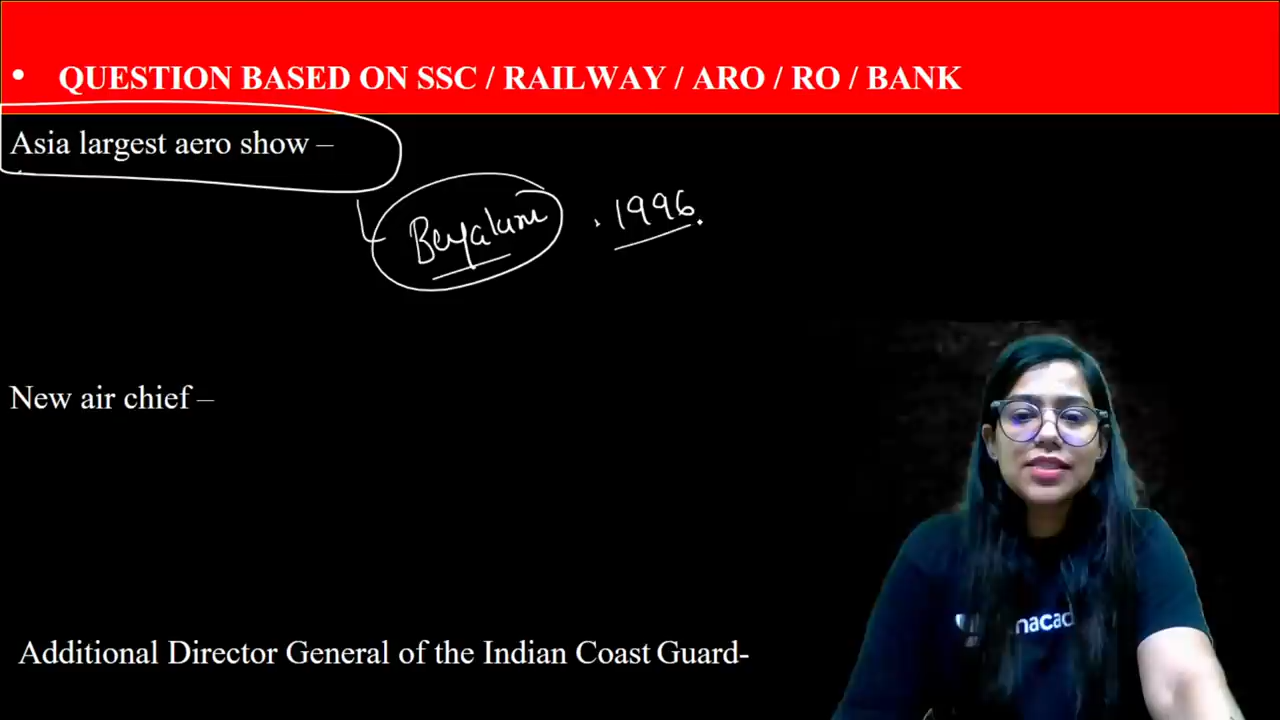 • QUESTION BASED ON SSC / RAILWAY / ARO / RO / BANK
Asia largest aero show –
1996
New air chief –
nacad
Additional Director General of the Indian Coast Guard-